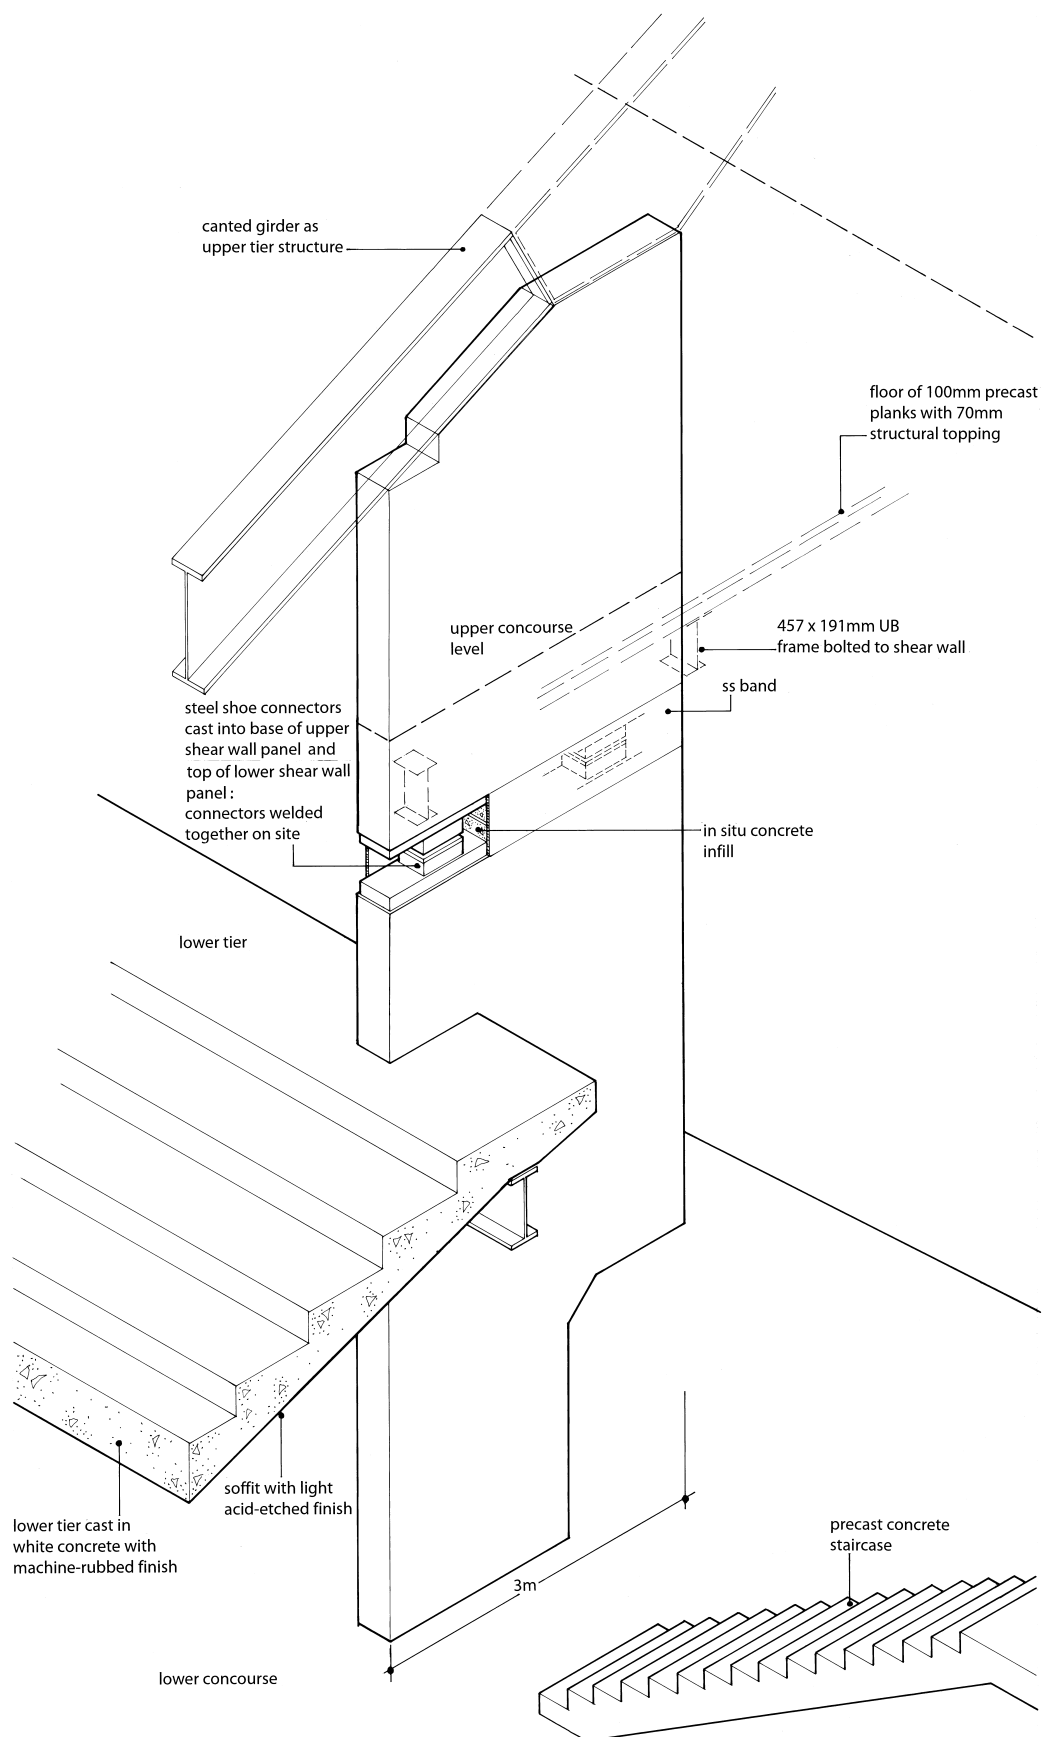 canted girder as
upper tier structure
floor of 100mm precast
planks with 70mm
structural topping
upper concourse
level
457 x 191mm UB
frame bolted to shear wall
ss band
steel shoe connectors
cast into base of upper
shear wall panel and
top of lower shear wall
panel :
connectors welded
together on site
in situ concrete
infill
lower tier
soffit with light
acid-etched finish
lower tier cast in
white concrete with
machine-rubbed finish
precast concrete
staircase
3m
lower concourse